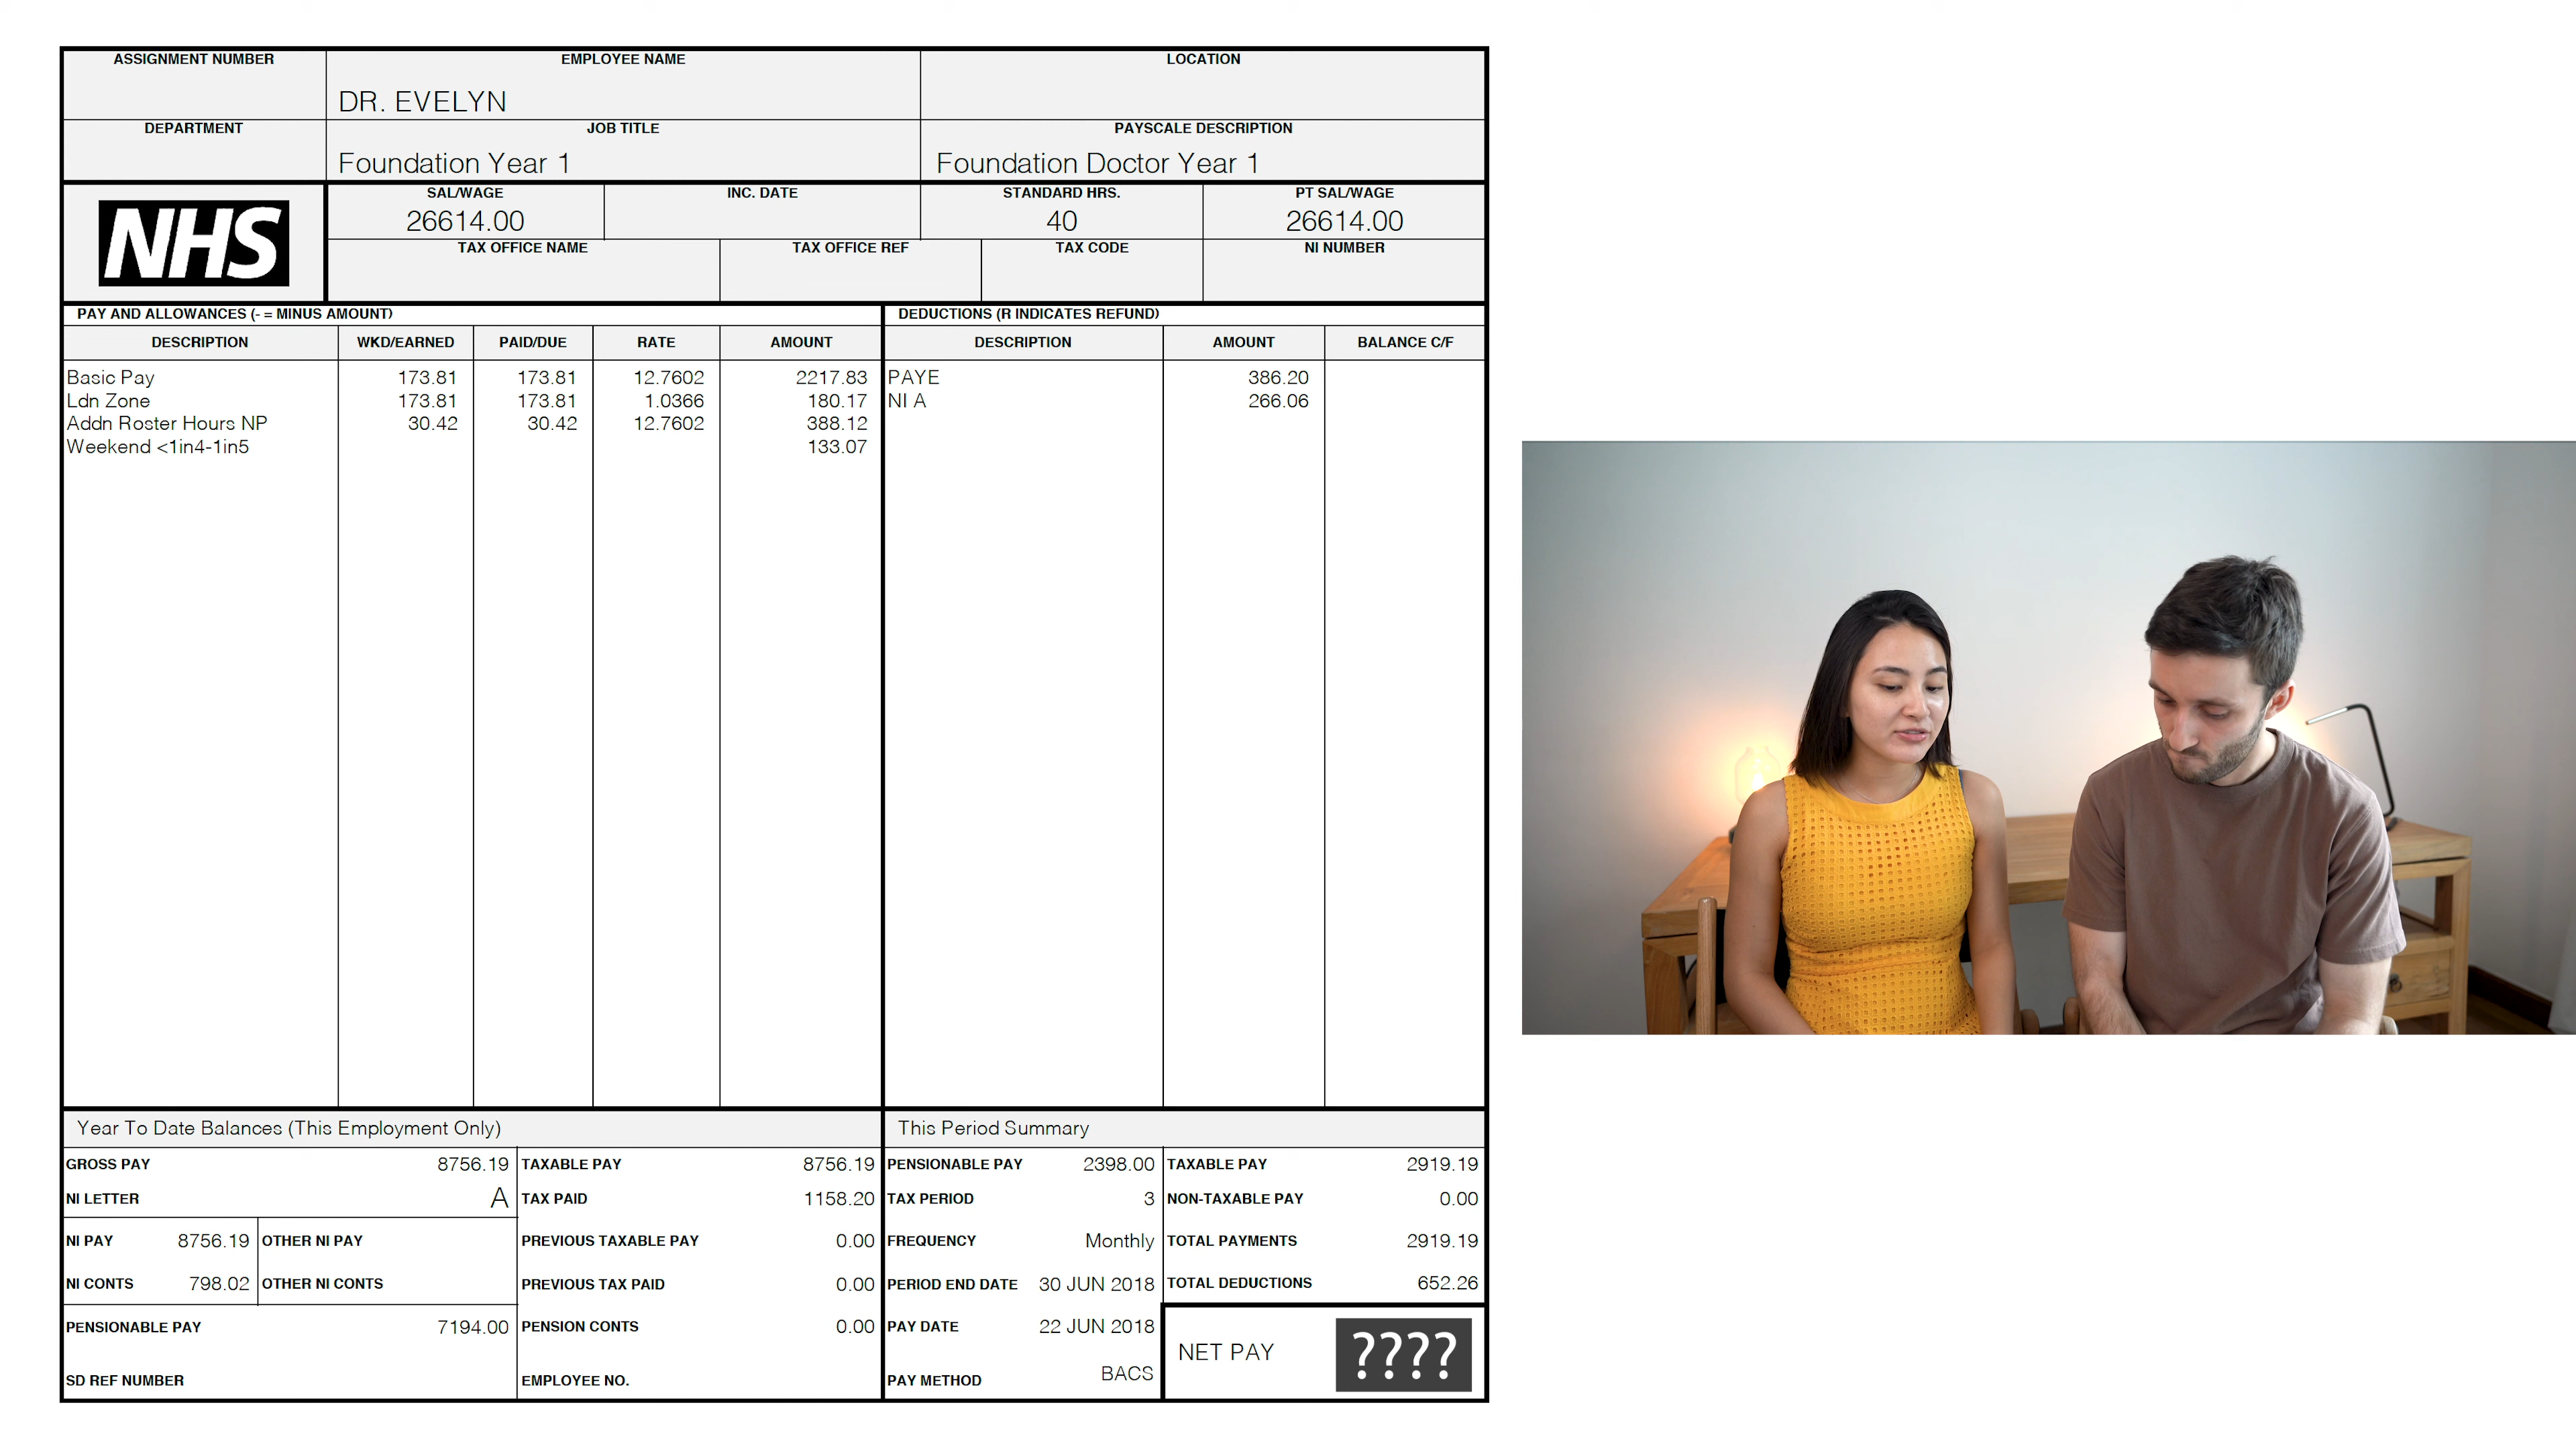 ASSIGNMENT NUMBER EMPLOYEE NAME LOCATION
DR. EVELYN
DEPARTMENT JOB TITLE PAYSCALE DESCRIPTION
Foundation Year 1 Foundation Doctor Year 1
NHS
SAL/WAGE INC. DATE STANDARD HRS. PT SAL/WAGE
26614.00 40 26614.00
TAX OFFICE NAME TAX OFFICE REF TAX CODE NI NUMBER
PAY AND ALLOWANCES (- = MINUS AMOUNT) DEDUCTIONS (R INDICATES REFUND)
DESCRIPTION WKD/EARNED PAID/DUE RATE AMOUNT DESCRIPTION AMOUNT BALANCE C/F
Basic Pay 173.81 173.81 12.7602 2217.83 PAYE 386.20
Ldn Zone 173.81 173.81 1.0366 180.17 NI A 266.06
Addn Roster Hours NP 30.42 30.42 12.7602 388.12
Weekend <1in4-1in5 133.07
Year To Date Balances (This Employment Only) This Period Summary
GROSS PAY 8756.19 TAXABLE PAY 8756.19 PENSIONABLE PAY 2398.00 TAXABLE PAY 2919.19
NI LETTER A TAX PAID 1158.20 TAX PERIOD 3 NON-TAXABLE PAY 0.00
NI PAY 8756.19 OTHER NI PAY PREVIOUS TAXABLE PAY 0.00 FREQUENCY Monthly TOTAL PAYMENTS 2919.19
NI CONTS 798.02 OTHER NI CONTS PREVIOUS TAX PAID 0.00 PERIOD END DATE 30 JUN 2018 TOTAL DEDUCTIONS 652.26
PENSIONABLE PAY 7194.00 PENSION CONTS 0.00 PAY DATE 22 JUN 2018
NET PAY ????
SD REF NUMBER EMPLOYEE NO. PAY METHOD BACS